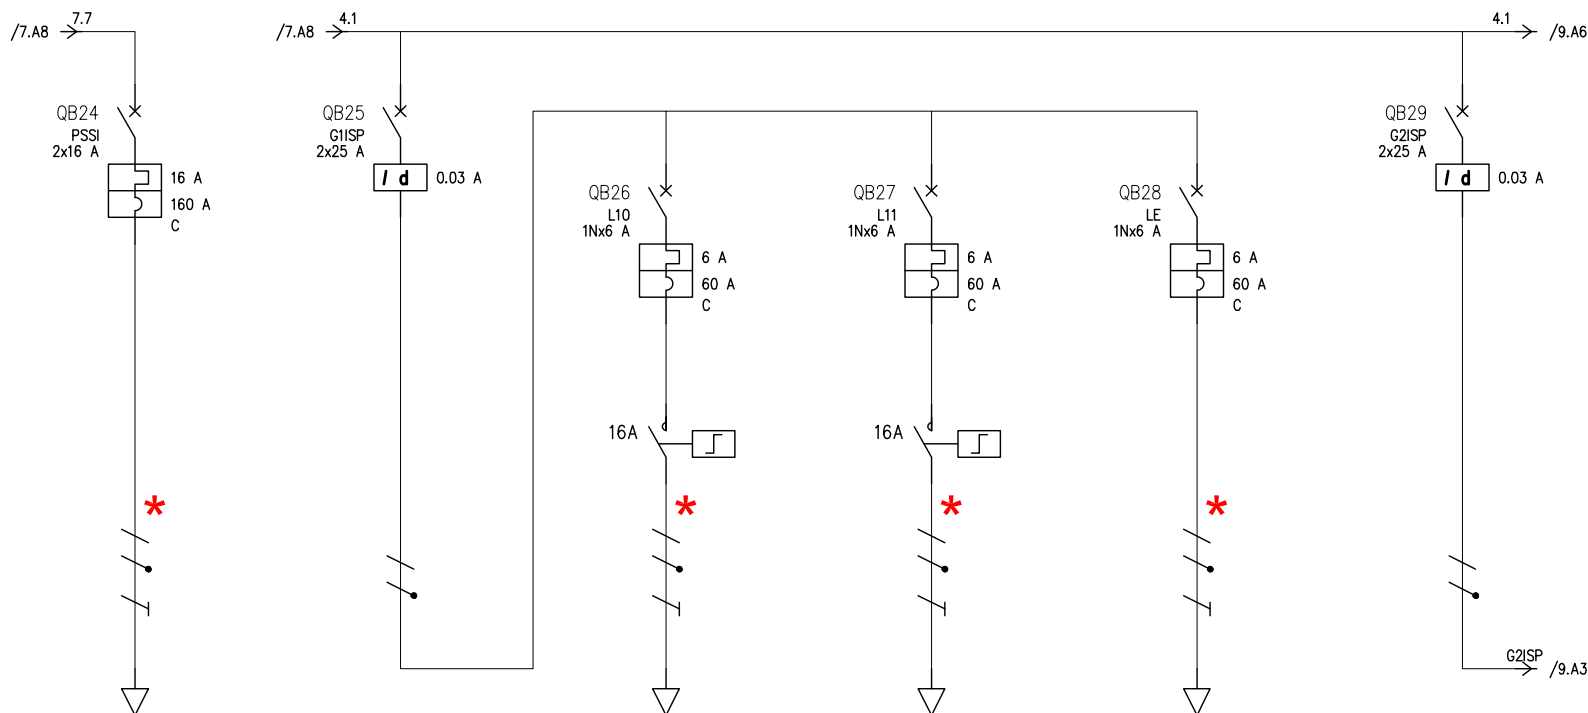 7.7
/7.A8
4.1
/7.A8
4.1
/9.A6
QB24
PSSI
2x16 A
16 A
160 A
C
QB25
G1ISP
2x25 A
I d
0.03 A
QB26
L10
1Nx6 A
6 A
60 A
C
16A
QB27
L11
1Nx6 A
6 A
60 A
C
16A
QB28
LE
1Nx6 A
6 A
60 A
C
QB29
G2ISP
2x25 A
I d
0.03 A
*
*
*
*
G2ISP
/9.A3